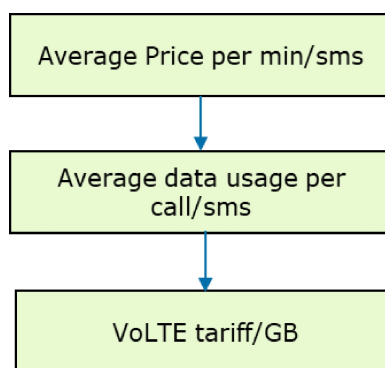 Average Price per min/sms
Average data usage per
call/sms
VoLTE tariff/GB